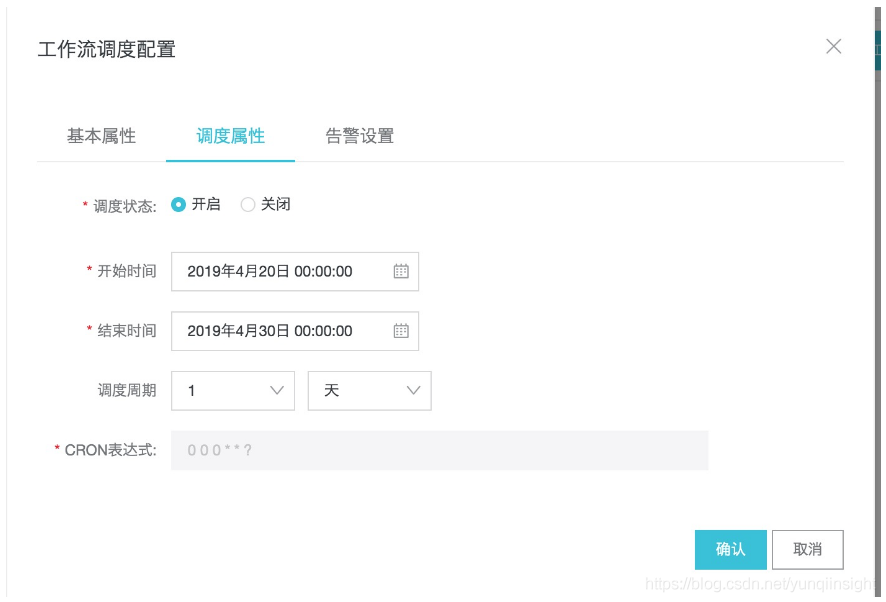 工作流调度配置
基本属性 调度属性 告警设置
* 调度状态: 开启 关闭
* 开始时间 2019年4月20日 00:00:00
* 结束时间 2019年4月30日 00:00:00
调度周期 1 天
* CRON表达式: 0 0 0 * * ?
确认 取消
https://blog.csdn.net/yunqiinsight